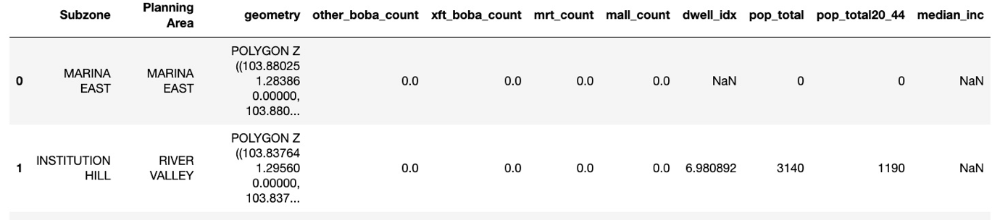 Subzone Planning Area geometry other_boba_count xft_boba_count mrt_count mall_count dwell_idx pop_total pop_total20_44 median_inc
0 MARINA EAST MARINA EAST POLYGON Z ((103.88025 1.28386 0.00000, 103.880... 0.0 0.0 0.0 0.0 NaN 0 0 NaN
1 INSTITUTION HILL RIVER VALLEY POLYGON Z ((103.83764 1.29560 0.00000, 103.837... 0.0 0.0 0.0 0.0 6.980892 3140 1190 NaN